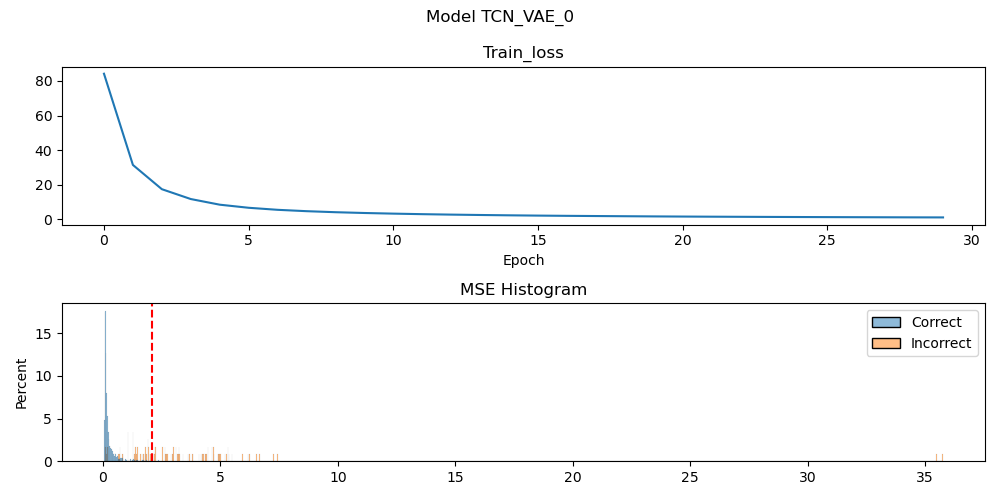 Model TCN_VAE_0
Train_loss
80
60
40
20
0
0 5 10 15 20 25 30
Epoch
MSE Histogram
Percent
15
10
5
0
0 5 10 15 20 25 30 35
Correct
Incorrect